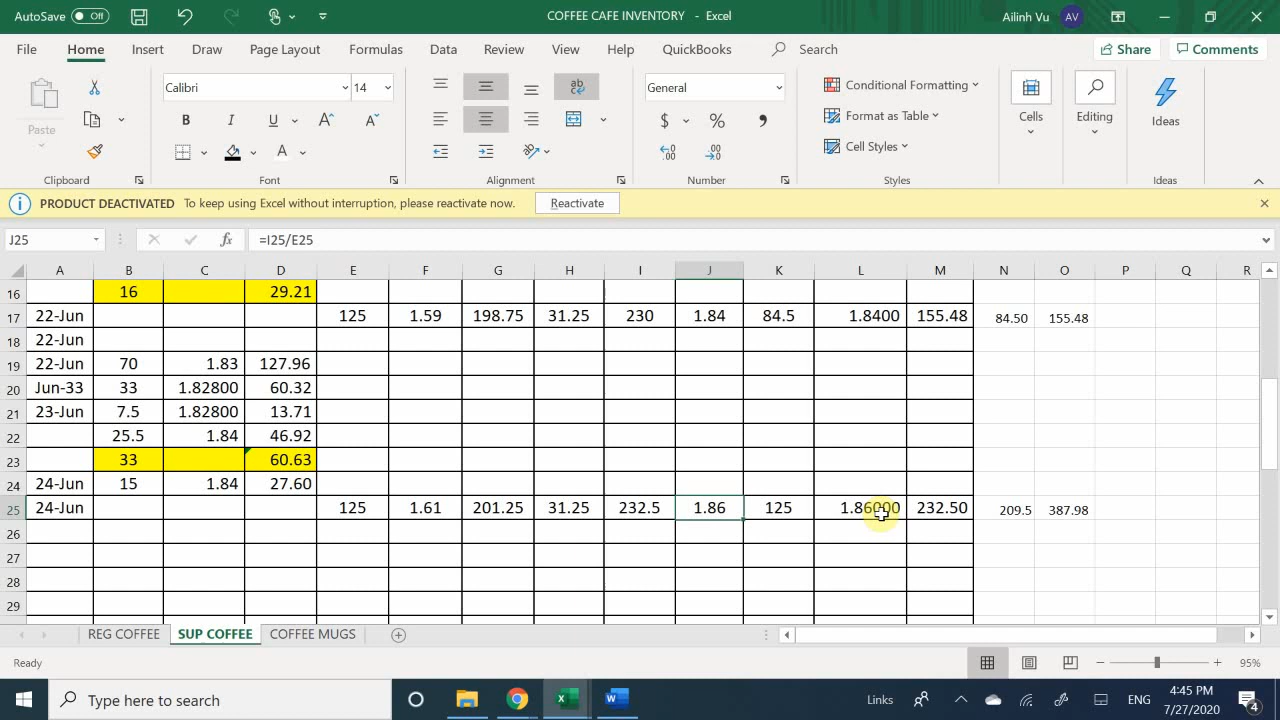 AutoSave Off COFFEE CAFE INVENTORY - Excel Ailinh Vu AV
File Home Insert Draw Page Layout Formulas Data Review View Help QuickBooks Search Share Comments
Paste Calibri 14 ab General Conditional Formatting
B I U A A $ % , Format as Table Cells Editing Ideas
A .00 .00 Cell Styles
Clipboard Font Alignment Number Styles Ideas
PRODUCT DEACTIVATED To keep using Excel without interruption, please reactivate now. Reactivate
J25 fx =I25/E25
A B C D E F G H I J K L M N O P Q R
16 16 29.21
17 22-Jun 125 1.59 198.75 31.25 230 1.84 84.5 1.8400 155.48 84.50 155.48
18 22-Jun
19 22-Jun 70 1.83 127.96
20 Jun-33 33 1.82800 60.32
21 23-Jun 7.5 1.82800 13.71
22 25.5 1.84 46.92
23 33 60.63
24 24-Jun 15 1.84 27.60
25 24-Jun 125 1.61 201.25 31.25 232.5 1.86 125 1.86000 232.50 209.5 387.98
26
27
28
29
REG COFFEE SUP COFFEE COFFEE MUGS
Ready 95%
Type here to search Links ENG 4:45 PM
7/27/2020 4